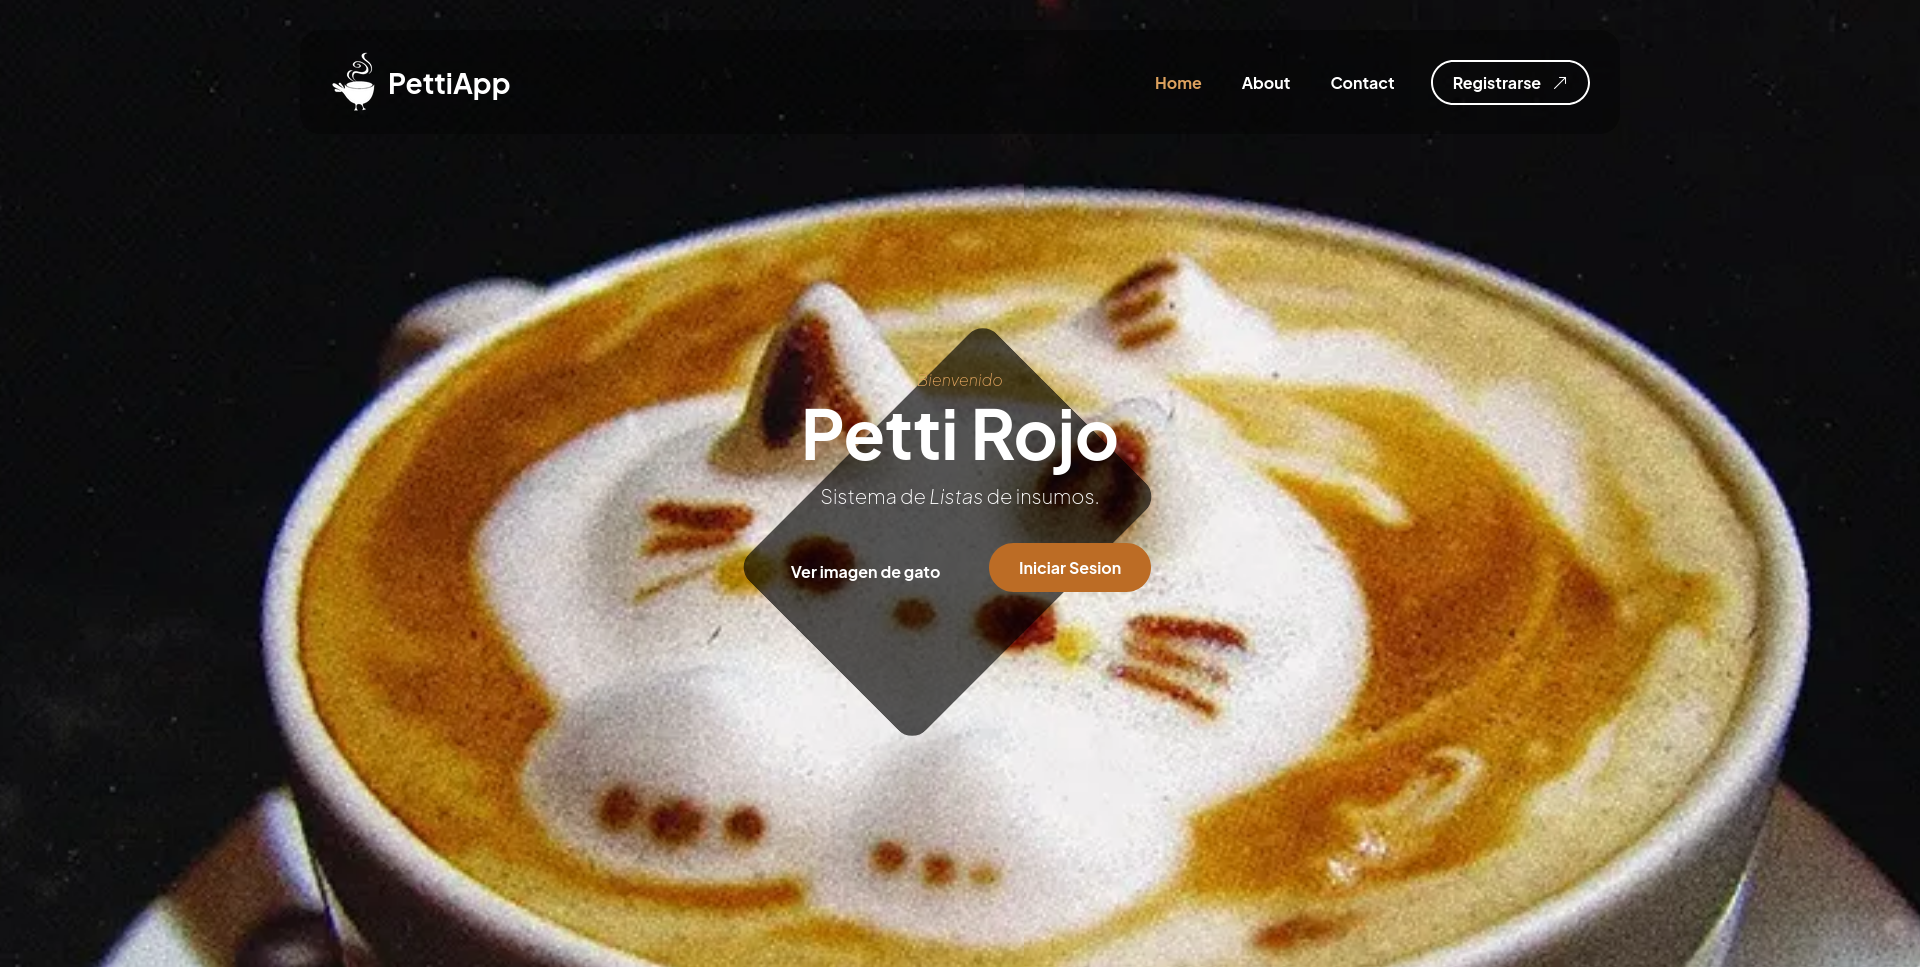 PettiApp
Home About Contact Registrarse
Bienvenido
Petti Rojo
Sistema de Listas de insumos.
Ver imagen de gato Iniciar Sesion